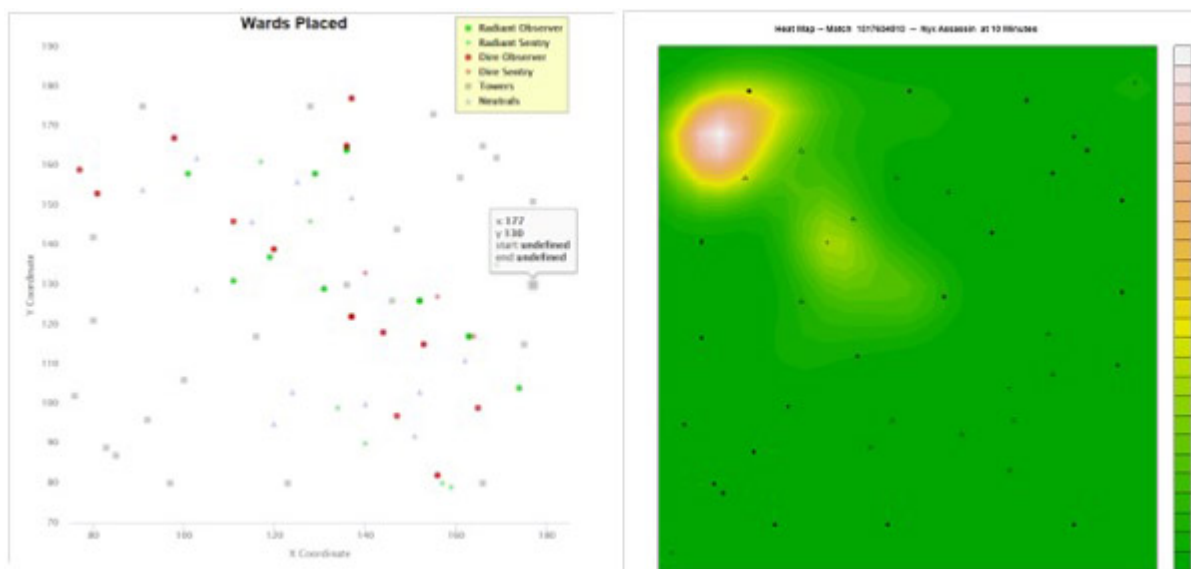 Wards Placed
Radiant Observer
Radiant Sentry
Dire Observer
Dire Sentry
Towers
Neutrals
190
180
170
160
150
140
130
120
110
100
90
80
70
Y Coordinate
x: 177
y 130
start undefined
end undefined
80
100
120
140
160
180
X Coordinate
Heat Map -- Match 1017634010 -- Nyx Assassin at 10 Minutes